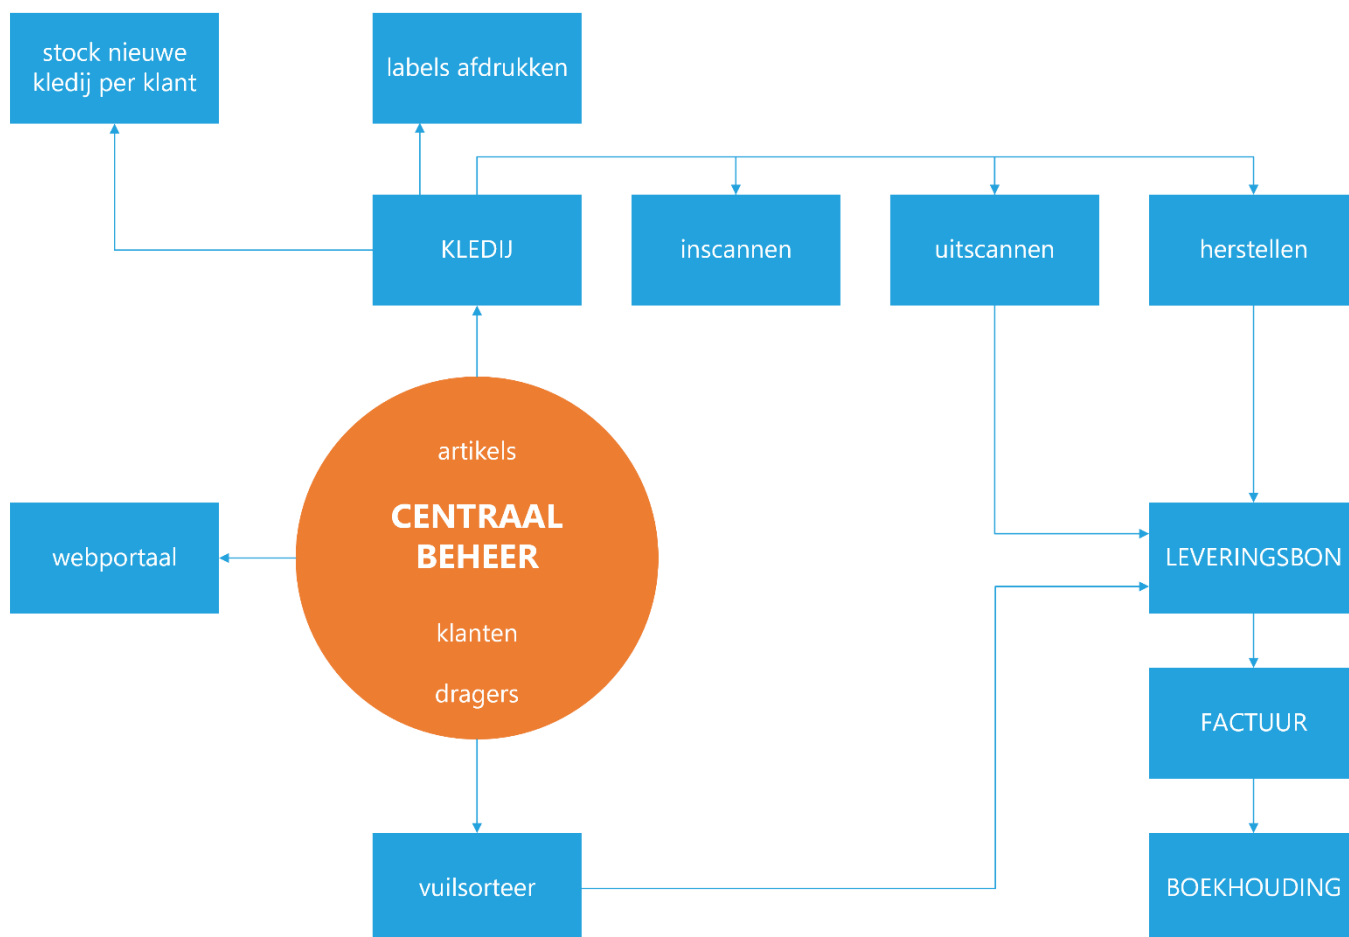 stock nieuwe
kledij per klant
labels afdrukken
KLEDIJ
inscannen
uitscannen
herstellen
artikels
CENTRAAL
BEHEER
klanten
dragers
webportaal
LEVERINGSBON
FACTUUR
vuilsorteer
BOEKHOUDING